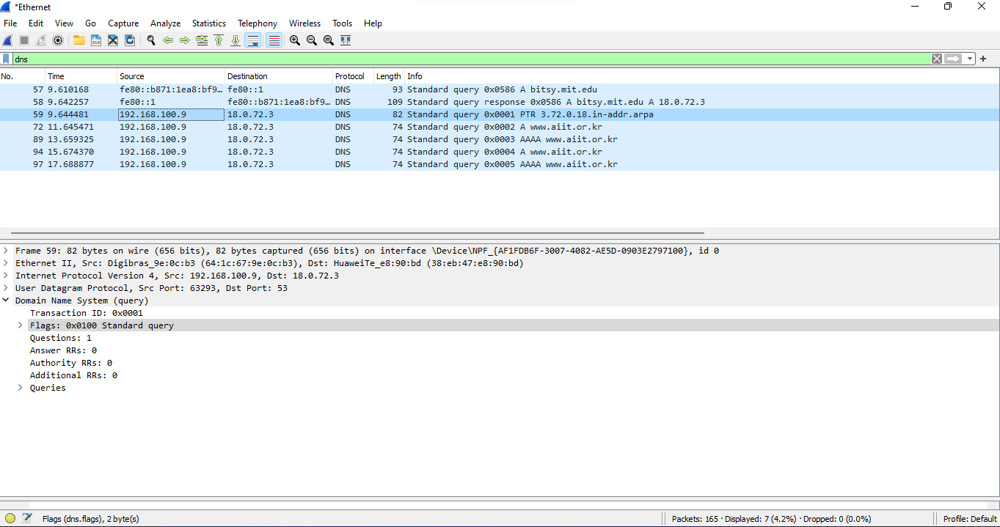 *Ethernet
File Edit View Go Capture Analyze Statistics Telephony Wireless Tools Help
dns
No. Time Source Destination Protocol Length Info
57 9.610168 fe80::b871:1ea8:bf9… fe80::1 DNS 93 Standard query 0x0586 A bitsy.mit.edu
58 9.642257 fe80::1 fe80::b871:1ea8:bf9… DNS 109 Standard query response 0x0586 A bitsy.mit.edu A 18.0.72.3
59 9.644481 192.168.100.9 18.0.72.3 DNS 82 Standard query 0x0001 PTR 3.72.0.18.in-addr.arpa
72 11.645471 192.168.100.9 18.0.72.3 DNS 74 Standard query 0x0002 A www.aiit.or.kr
89 13.659325 192.168.100.9 18.0.72.3 DNS 74 Standard query 0x0003 AAAA www.aiit.or.kr
94 15.674370 192.168.100.9 18.0.72.3 DNS 74 Standard query 0x0004 A www.aiit.or.kr
97 17.688877 192.168.100.9 18.0.72.3 DNS 74 Standard query 0x0005 AAAA www.aiit.or.kr
Frame 59: 82 bytes on wire (656 bits), 82 bytes captured (656 bits) on interface \Device\NPF_{AF1FDB6F-3007-4082-AE5D-0903E2797100}, id 0
Ethernet II, Src: Digibras_9e:0c:b3 (64:1c:67:9e:0c:b3), Dst: HuaweiTe_e8:90:bd (38:eb:47:e8:90:bd)
Internet Protocol Version 4, Src: 192.168.100.9, Dst: 18.0.72.3
User Datagram Protocol, Src Port: 63293, Dst Port: 53
Domain Name System (query)
Transaction ID: 0x0001
Flags: 0x0100 Standard query
Questions: 1
Answer RRs: 0
Authority RRs: 0
Additional RRs: 0
Queries
Flags (dns.flags), 2 byte(s) Packets: 165 · Displayed: 7 (4.2%) · Dropped: 0 (0.0%) Profile: Default